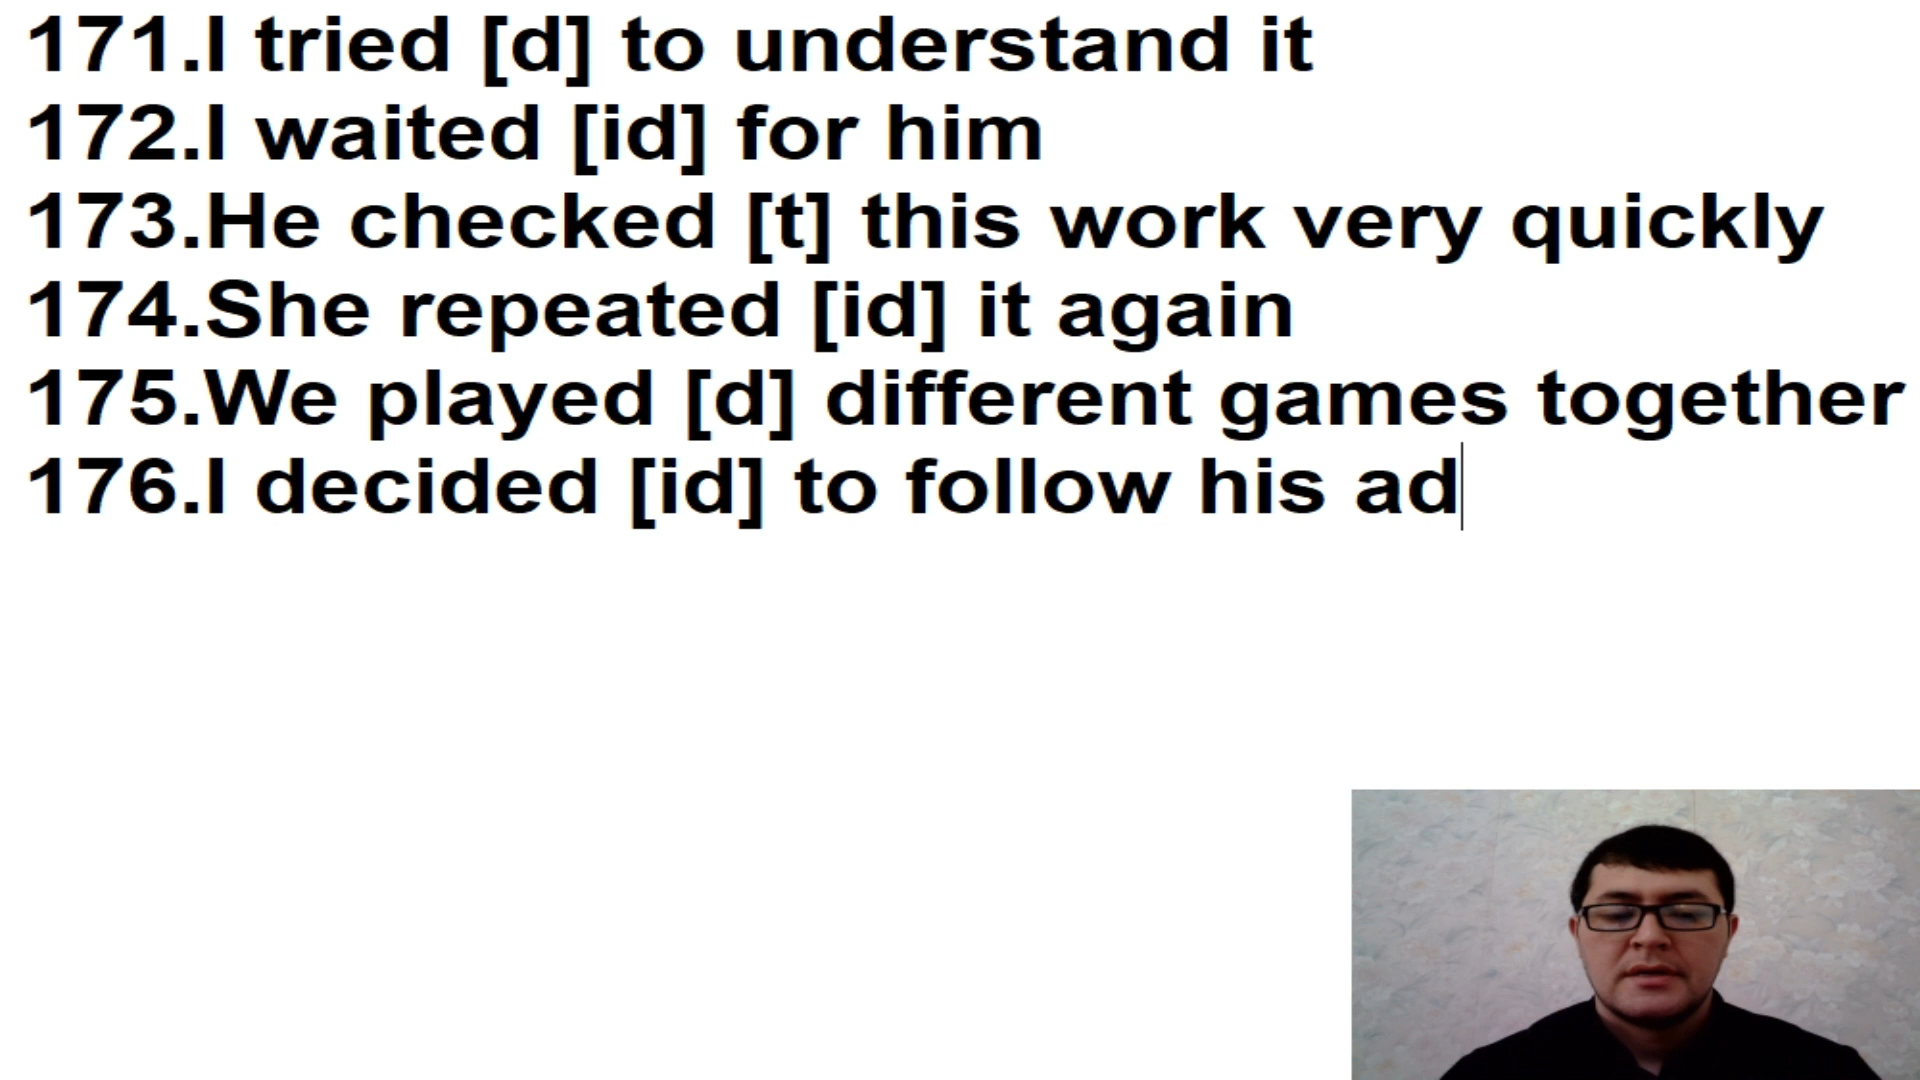 171.I tried [d] to understand it
172.I waited [id] for him
173.He checked [t] this work very quickly
174.She repeated [id] it again
175.We played [d] different games together
176.I decided [id] to follow his ad